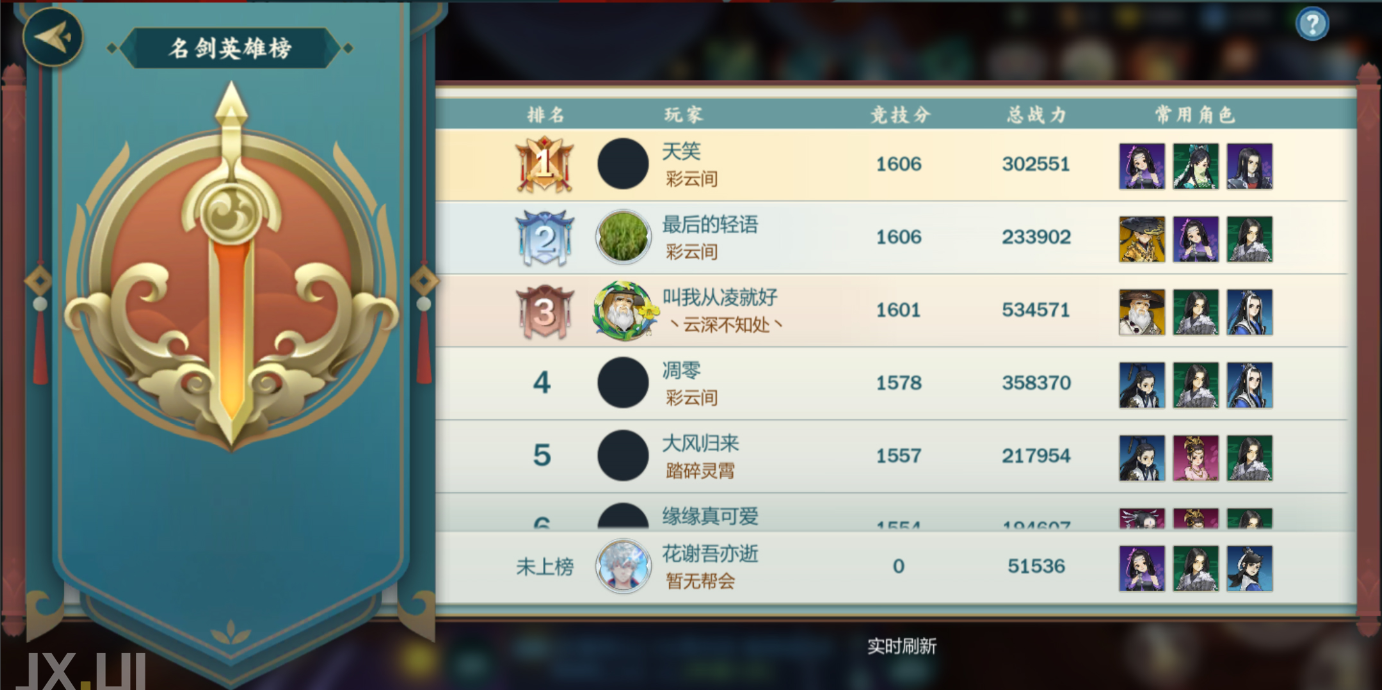 名剑英雄榜
?
排名 玩家 竞技分 总战力 常用角色
1 天笑 1606 302551
彩云间
2 最后的轻语 1606 233902
彩云间
3 叫我从凌就好 1601 534571
丶云深不知处丶
4 凋零 1578 358370
彩云间
5 大风归来 1557 217954
踏碎灵霄
6 缘缘真可爱 1554 194607
未上榜 花谢吾亦逝 0 51536
暂无帮会
实时刷新
JX.UI